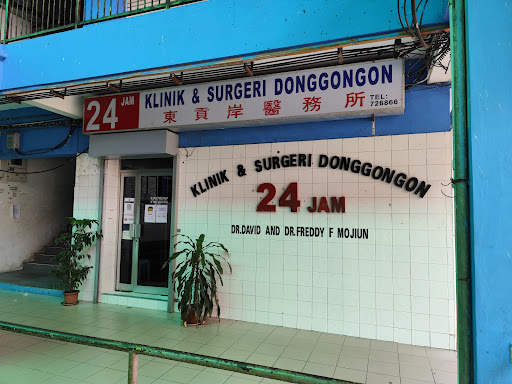 24 JAM
KLINIK & SURGERI DONGGONGON
東貢岸醫務所
TEL:
726866
KLINIK & SURGERI DONGGONGON
24 JAM
DR.DAVID AND DR.FREDDY F MOJIUN